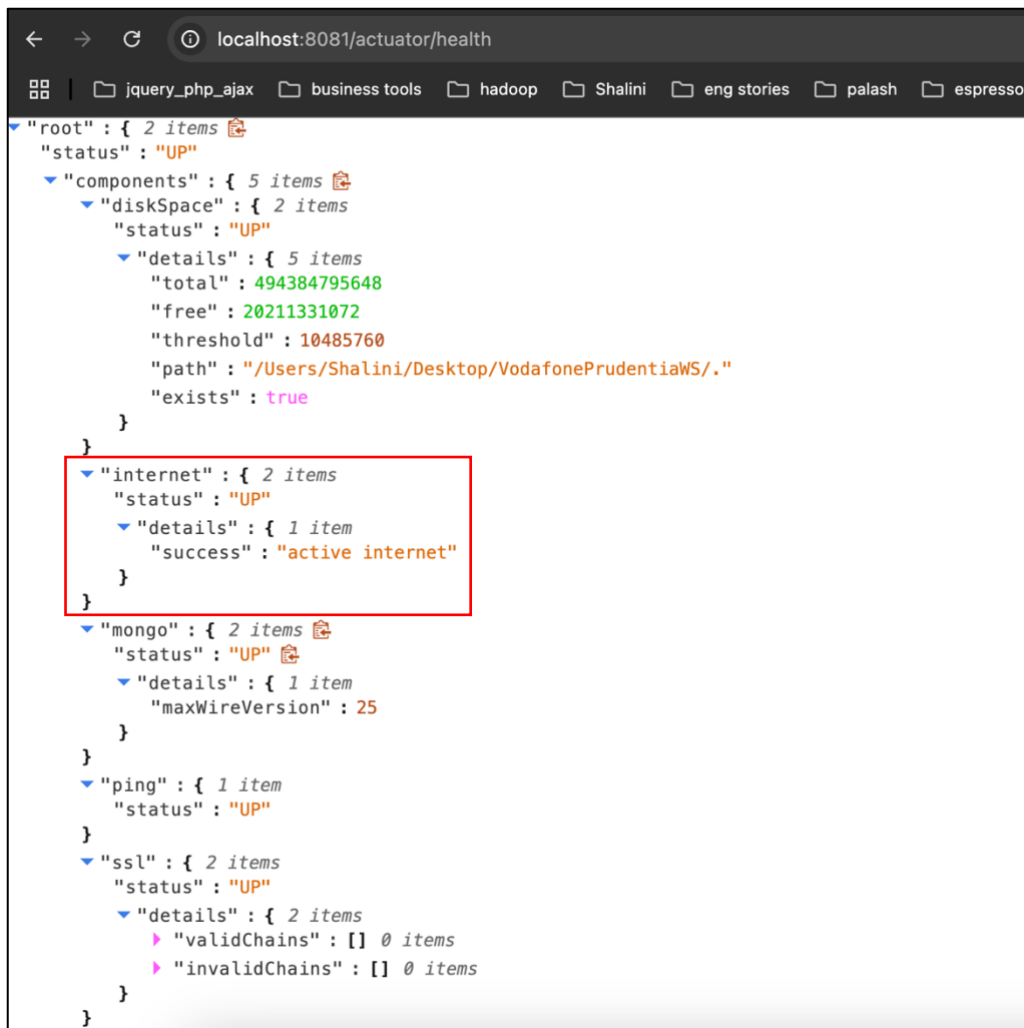 localhost:8081/actuator/health
jquery_php_ajax business tools hadoop Shalini eng stories palash espresso
"root" : { 2 items
"status" : "UP"
"components" : { 5 items
"diskSpace" : { 2 items
"status" : "UP"
"details" : { 5 items
"total" : 494384795648
"free" : 20211331072
"threshold" : 10485760
"path" : "/Users/Shalini/Desktop/VodafonePrudentiaWS/."
"exists" : true
}
}
"internet" : { 2 items
"status" : "UP"
"details" : { 1 item
"success" : "active internet"
}
}
"mongo" : { 2 items
"status" : "UP"
"details" : { 1 item
"maxWireVersion" : 25
}
}
"ping" : { 1 item
"status" : "UP"
}
"ssl" : { 2 items
"status" : "UP"
"details" : { 2 items
"validChains" : [] 0 items
"invalidChains" : [] 0 items
}
}